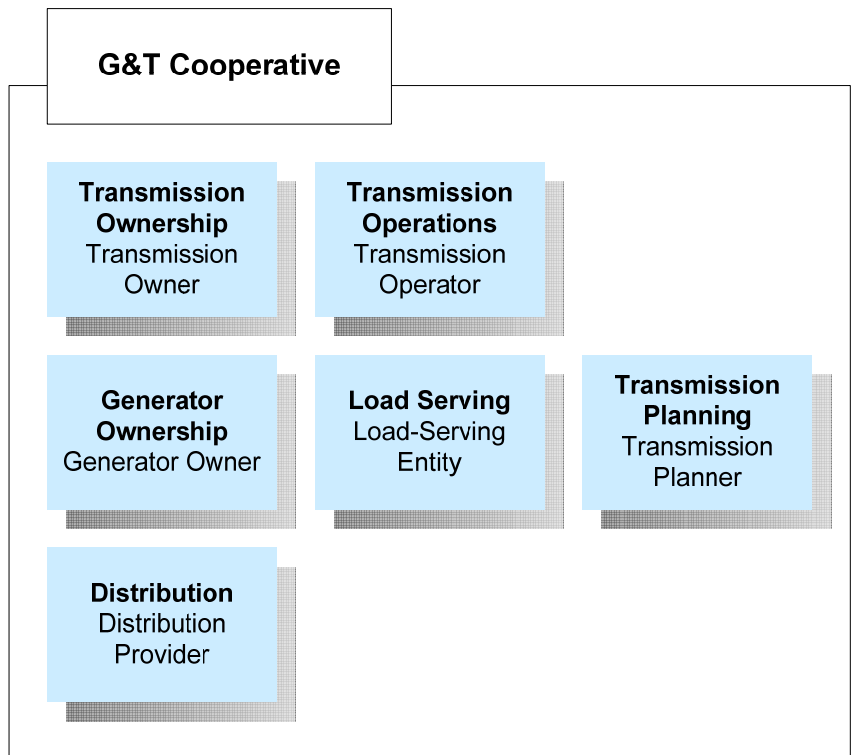 G&T Cooperative
Transmission
Ownership
Transmission
Owner
Transmission
Operations
Transmission
Operator
Generator
Ownership
Generator Owner
Load Serving
Load-Serving
Entity
Transmission
Planning
Transmission
Planner
Distribution
Distribution
Provider